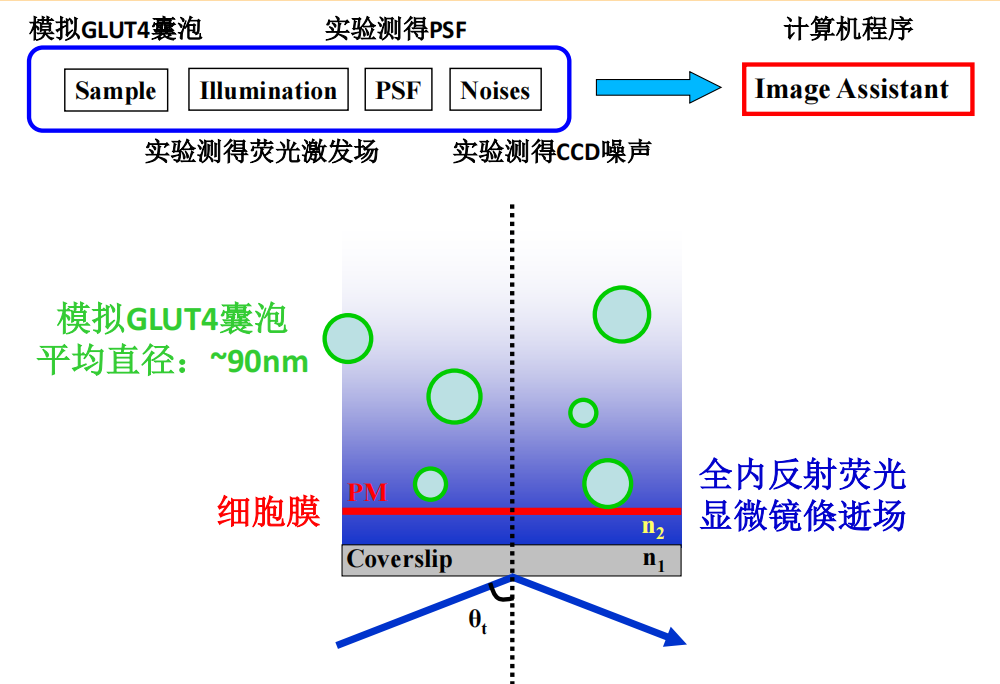 模拟GLUT4囊泡 实验测得PSF 计算机程序
Sample Illumination PSF Noises Image Assistant
实验测得荧光激发场 实验测得CCD噪声
模拟GLUT4囊泡
平均直径：~90nm
全内反射荧光
显微镜倏逝场
PM
细胞膜
n2
Coverslip n1
θt